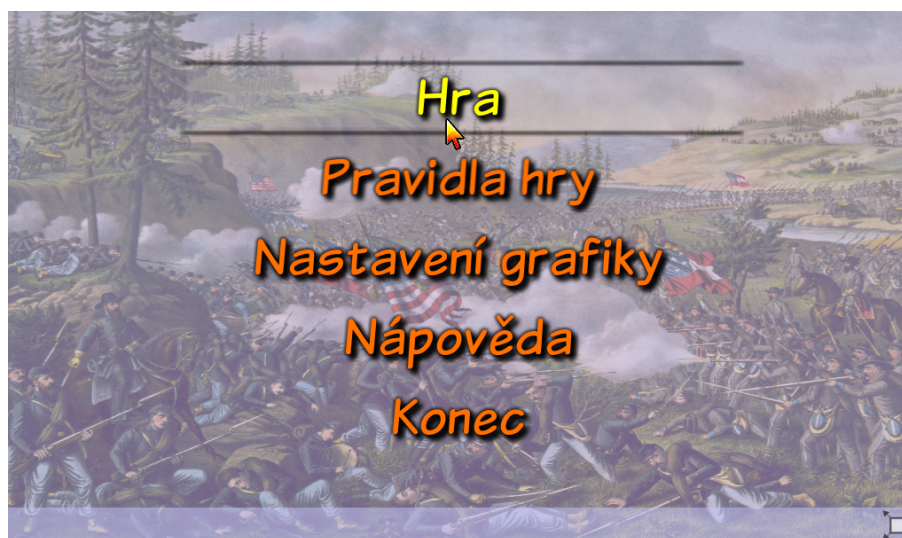 Hra
Pravidla hry
Nastavení grafiky
Nápověda
Konec